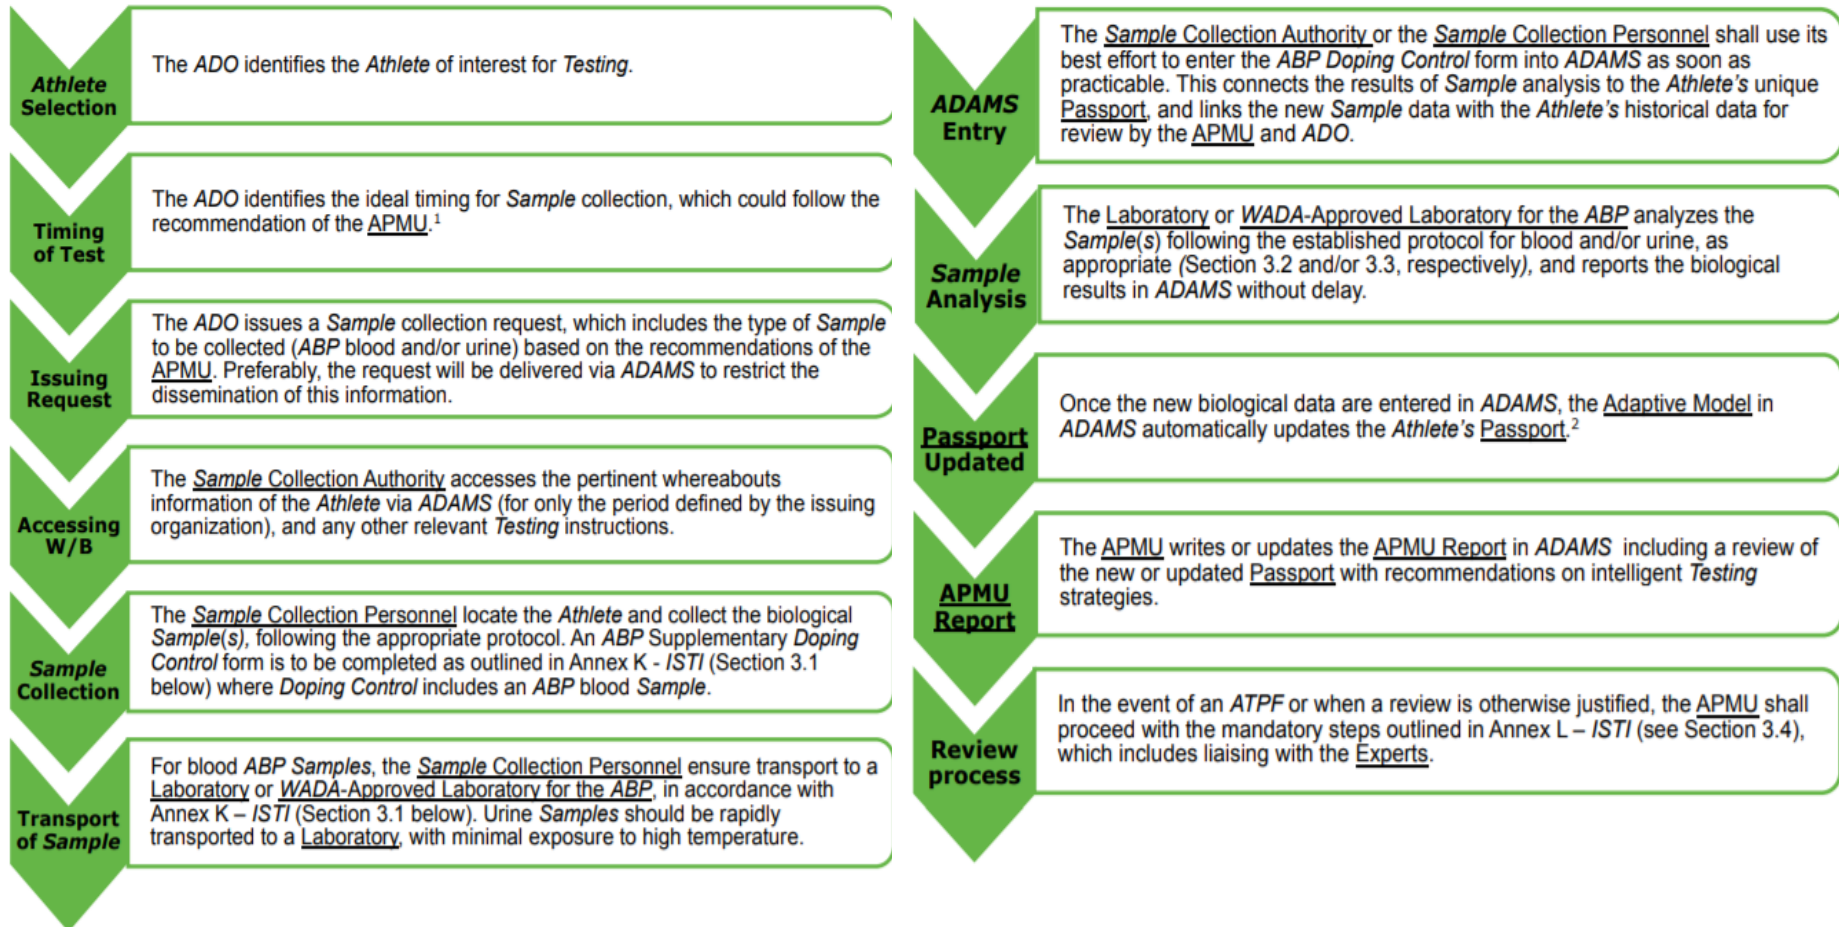 Athlete
Selection
The ADO identifies the Athlete of interest for Testing.
Timing
of Test
The ADO identifies the ideal timing for Sample collection, which could follow the
recommendation of the APMU.1
Issuing
Request
The ADO issues a Sample collection request, which includes the type of Sample
to be collected (ABP blood and/or urine) based on the recommendations of the
APMU. Preferably, the request will be delivered via ADAMS to restrict the
dissemination of this information.
Accessing
W/B
The Sample Collection Authority accesses the pertinent whereabouts
information of the Athlete via ADAMS (for only the period defined by the issuing
organization), and any other relevant Testing instructions.
Sample
Collection
The Sample Collection Personnel locate the Athlete and collect the biological
Sample(s), following the appropriate protocol. An ABP Supplementary Doping
Control form is to be completed as outlined in Annex K - ISTI (Section 3.1
below) where Doping Control includes an ABP blood Sample.
Transport
of Sample
For blood ABP Samples, the Sample Collection Personnel ensure transport to a
Laboratory or WADA-Approved Laboratory for the ABP, in accordance with
Annex K – ISTI (Section 3.1 below). Urine Samples should be rapidly
transported to a Laboratory, with minimal exposure to high temperature.
ADAMS
Entry
The Sample Collection Authority or the Sample Collection Personnel shall use its
best effort to enter the ABP Doping Control form into ADAMS as soon as
practicable. This connects the results of Sample analysis to the Athlete's unique
Passport, and links the new Sample data with the Athlete's historical data for
review by the APMU and ADO.
Sample
Analysis
The Laboratory or WADA-Approved Laboratory for the ABP analyzes the
Sample(s) following the established protocol for blood and/or urine, as
appropriate (Section 3.2 and/or 3.3, respectively), and reports the biological
results in ADAMS without delay.
Passport
Updated
Once the new biological data are entered in ADAMS, the Adaptive Model in
ADAMS automatically updates the Athlete's Passport.2
APMU
Report
The APMU writes or updates the APMU Report in ADAMS including a review of
the new or updated Passport with recommendations on intelligent Testing
strategies.
Review
process
In the event of an ATPF or when a review is otherwise justified, the APMU shall
proceed with the mandatory steps outlined in Annex L – ISTI (see Section 3.4),
which includes liaising with the Experts.